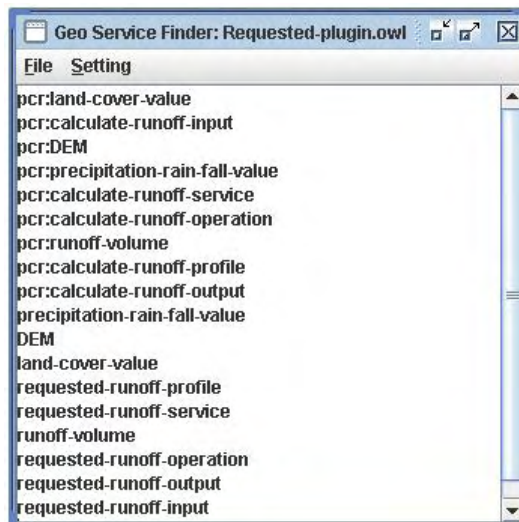 Geo Service Finder: Requested-plugin.owl
File Setting
pcr:land-cover-value
pcr:calculate-runoff-input
pcr:DEM
pcr:precipitation-rain-fall-value
pcr:calculate-runoff-service
pcr:calculate-runoff-operation
pcr:runoff-volume
pcr:calculate-runoff-profile
pcr:calculate-runoff-output
precipitation-rain-fall-value
DEM
land-cover-value
requested-runoff-profile
requested-runoff-service
runoff-volume
requested-runoff-operation
requested-runoff-output
requested-runoff-input